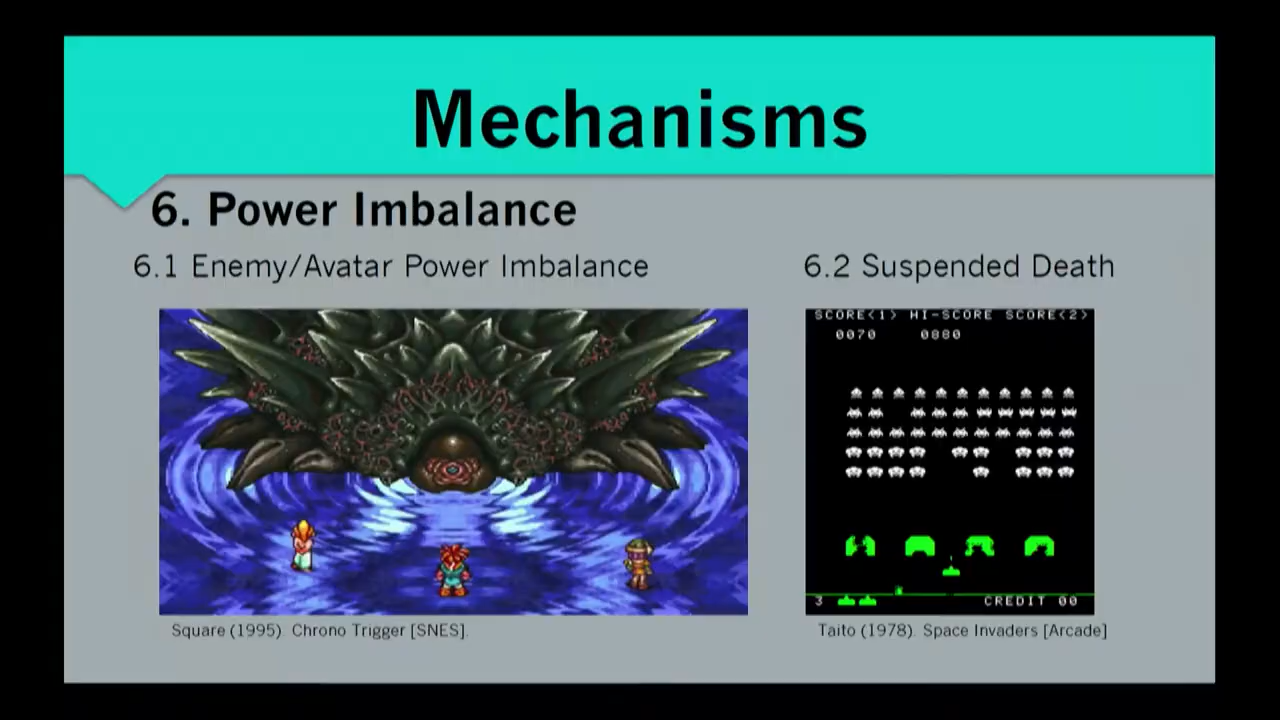 Mechanisms
6. Power Imbalance
6.1 Enemy/Avatar Power Imbalance
6.2 Suspended Death
SCORE<1> HI-SCORE SCORE<2>
0070 0880
3 CREDIT 00
Square (1995). Chrono Trigger [SNES].
Taito (1978). Space Invaders [Arcade]